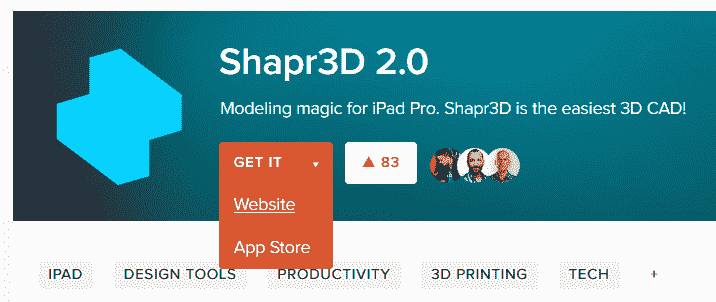 Shapr3D 2.0
Modeling magic for iPad Pro. Shapr3D is the easiest 3D CAD!
GET IT ▼ ▲ 83
Website
App Store
IPAD DESIGN TOOLS PRODUCTIVITY 3D PRINTING TECH +